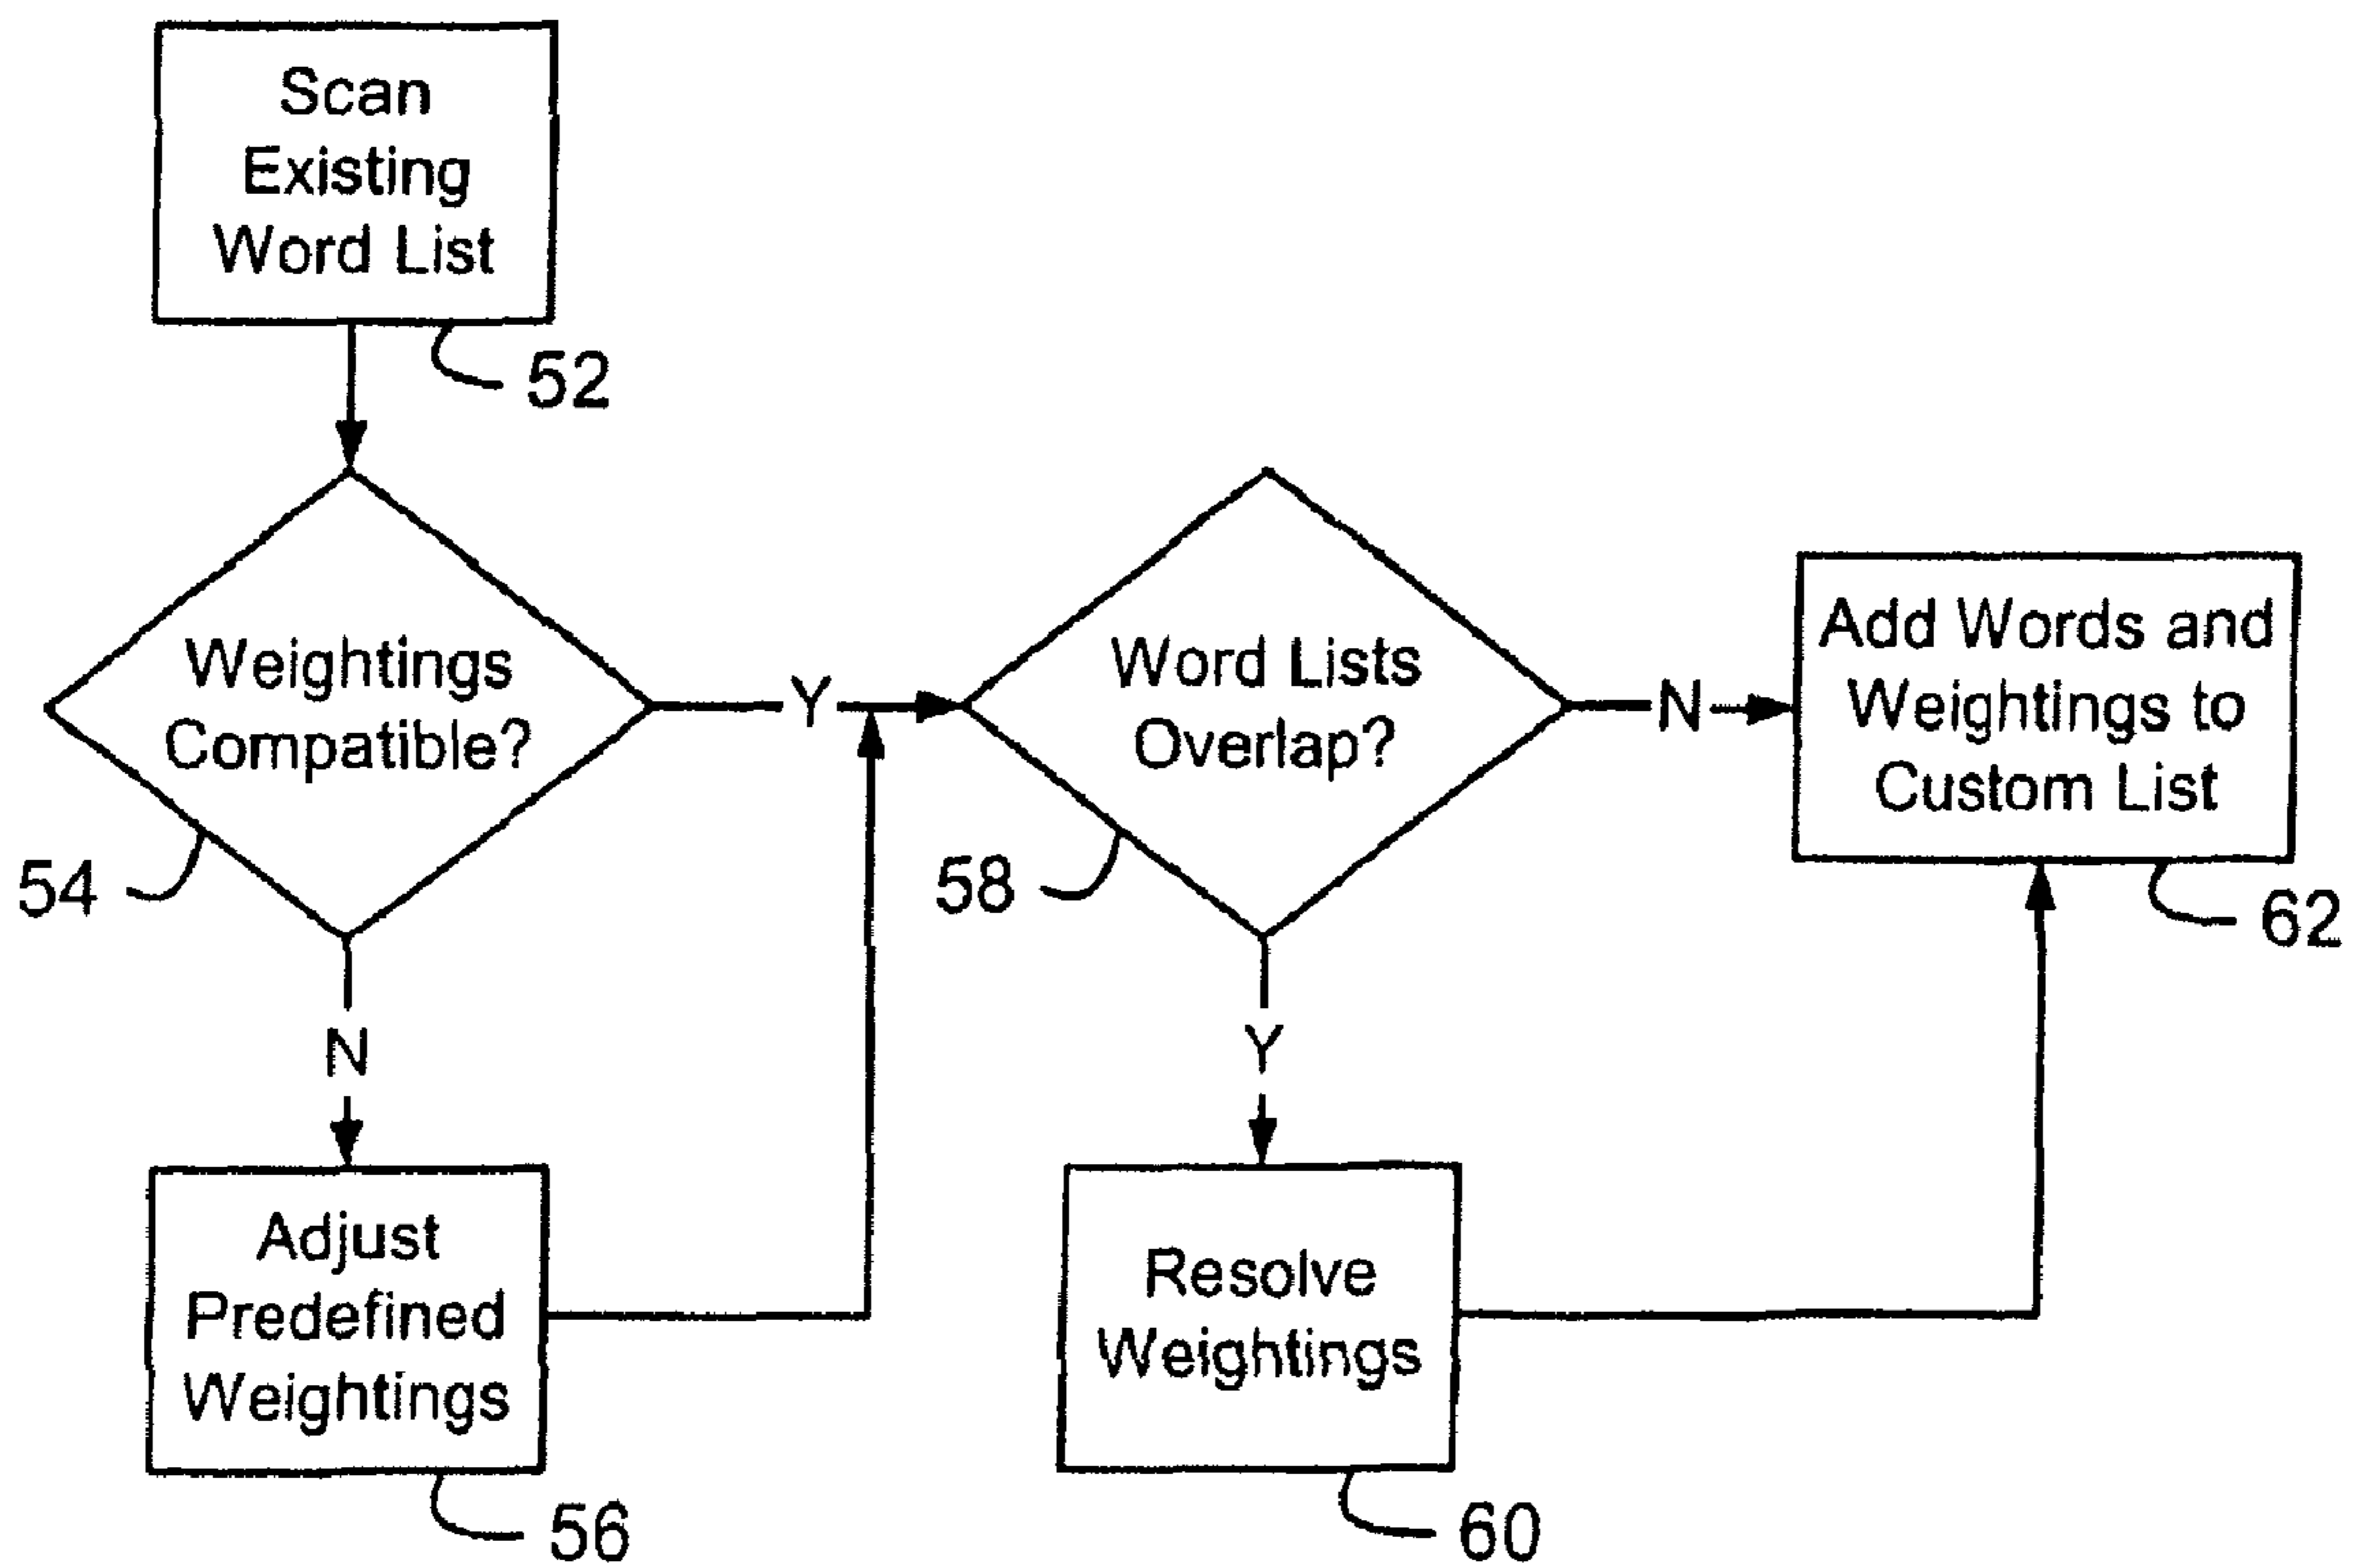 Scan
Existing
Word List
52
Weightings
Compatible?
54
Y
N
Adjust
Predefined
Weightings
56
Word Lists
Overlap?
58
N
Y
Resolve
Weightings
60
Add Words and
Weightings to
Custom List
62